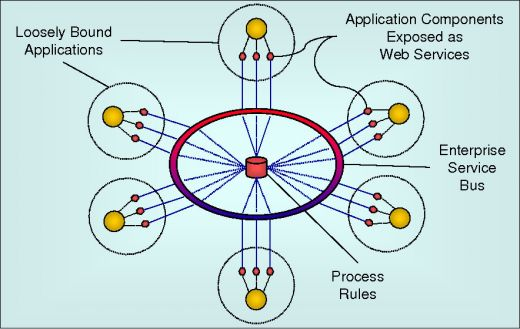 Loosely Bound
Applications
Application Components
Exposed as
Web Services
Enterprise
Service
Bus
Process
Rules